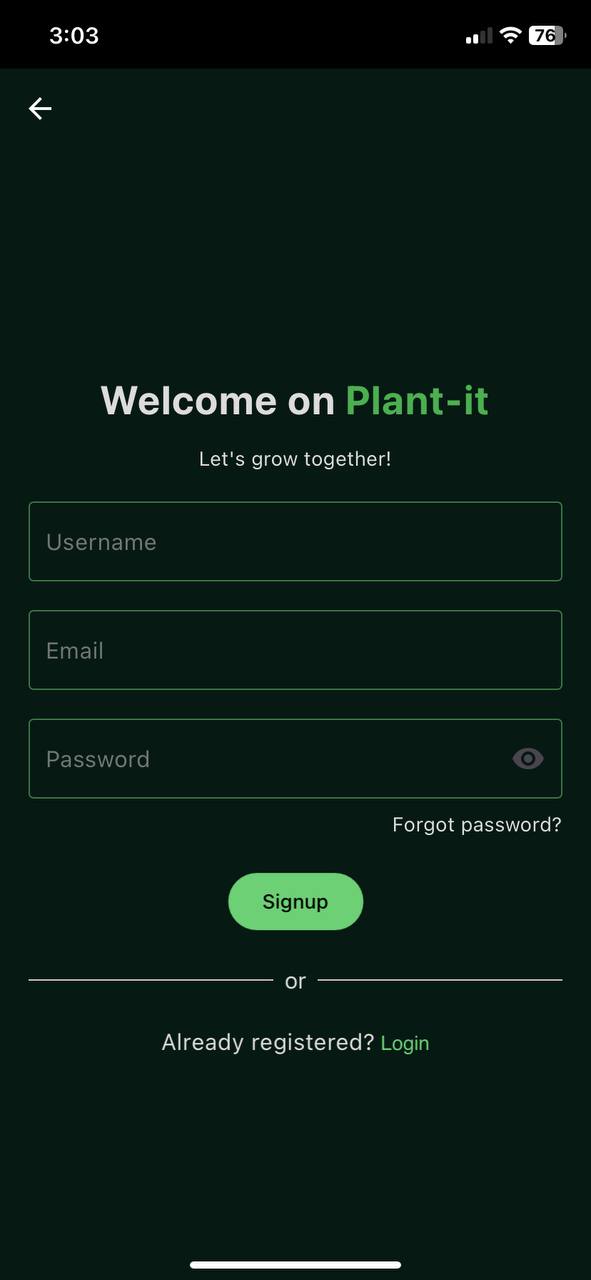 3:03
76
Welcome on Plant-it
Let's grow together!
Username
Email
Password
Forgot password?
Signup
or
Already registered? Login